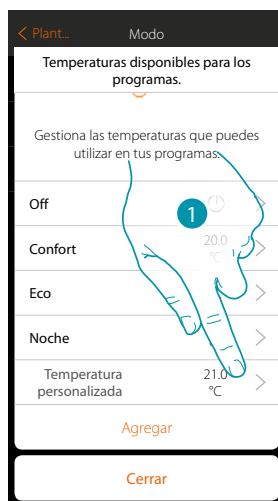 < Plant...
Modo
Temperaturas disponibles para los
programas.
Gestiona las temperaturas que puedes
utilizar en tus programas.
Off
1
Confort
20.0
°C
Eco
Noche
Temperatura
personalizada
21.0
°C
Agregar
Cerrar